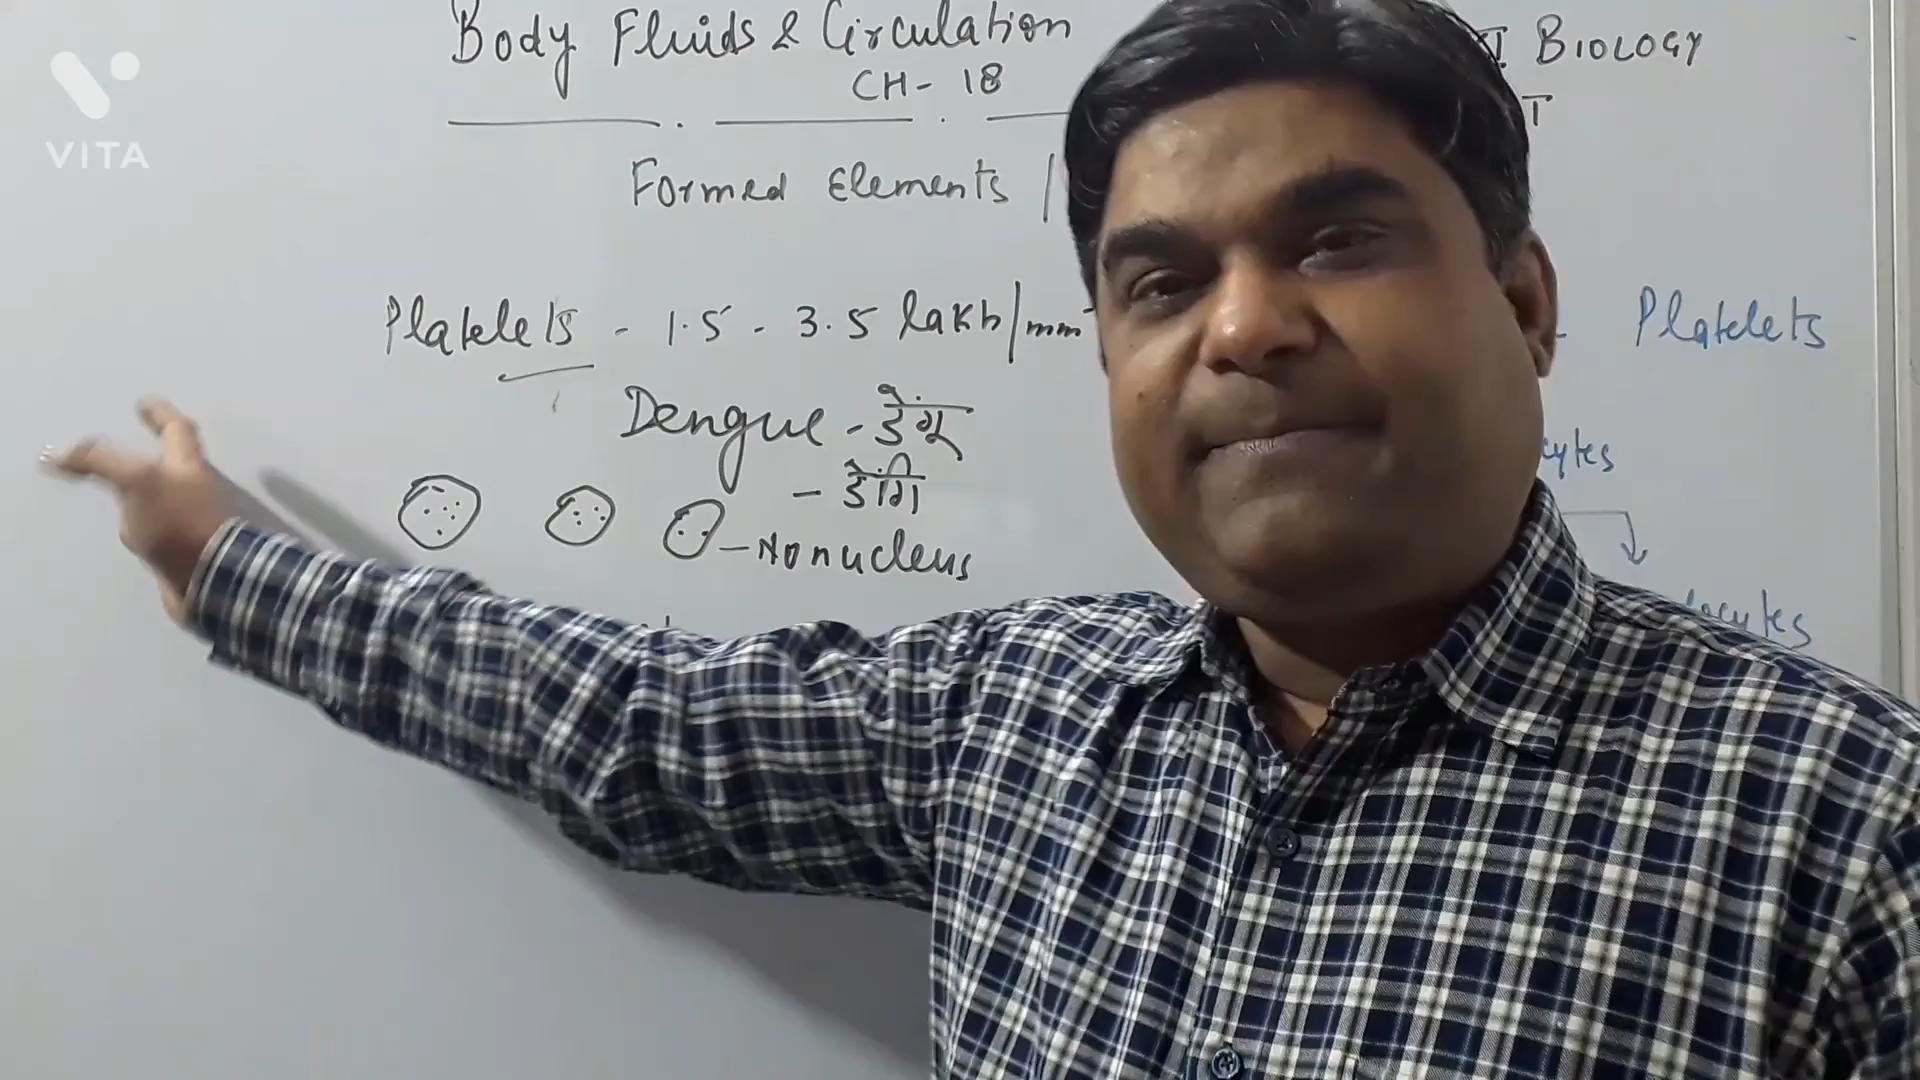 VITA
Body Fluids & Circulation
BIOLOGY
CH- 18
T
Formed Elements /
Platelets - 1.5 - 3.5 lakh/mm
Platelets
Dengue - डेंगू
- डेंगी
- No nucleus